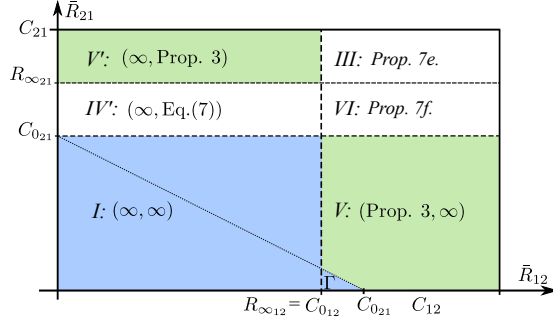 R̄₂₁
C₂₁
V': (∞, Prop. 3) III: Prop. 7e.
R∞₂₁
IV': (∞, Eq.(7)) VI: Prop. 7f.
C₀₂₁
I: (∞, ∞) V: (Prop. 3, ∞)
Γ R̄₁₂
R∞₁₂ = C₀₁₂ C₀₂₁ C₁₂